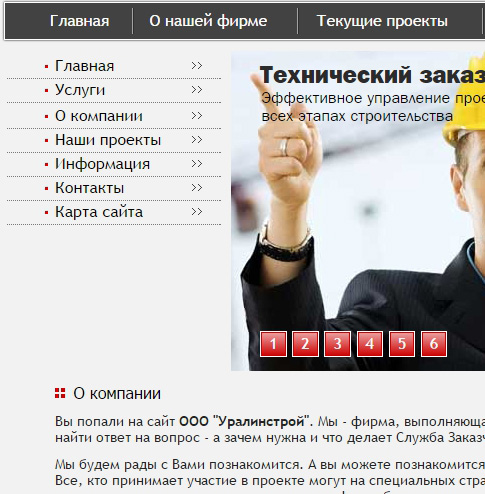 Главная О нашей фирме Текущие проекты
Главная
Услуги
О компании
Наши проекты
Информация
Контакты
Карта сайта
Технический заказ
Эффективное управление прое
всех этапах строительства
1 2 3 4 5 6
О компании
Вы попали на сайт ООО "Уралинстрой". Мы - фирма, выполняюща
найти ответ на вопрос - а зачем нужна и что делает Служба Заказч
Мы будем рады с Вами познакомится. А вы можете познакомится
Все, кто принимает участие в проекте могут на специальных стра